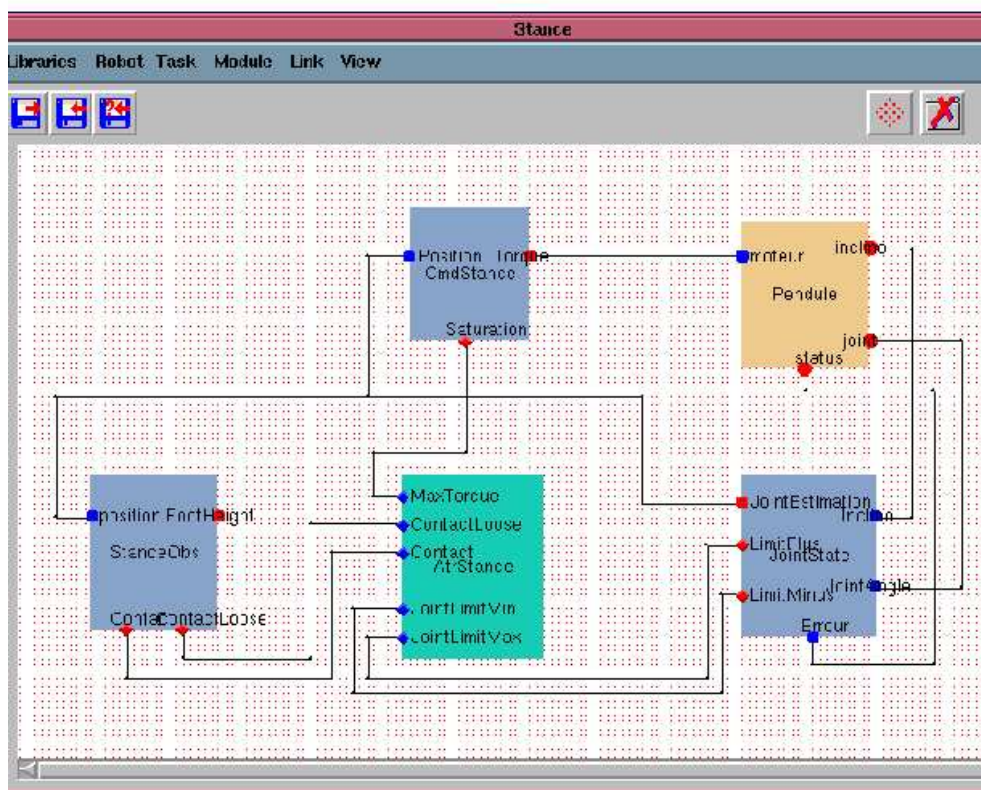 Stance
Libraries Robot Task Module Link View
Position Torque
CmdStance
Saturation
moteur
inclino
Pendule
joint
status
position FootHeight
StanceObs
Contact ContactLoose
MaxTorque
ContactLoose
Contact
AtrStance
JointLimitMin
JointLimitMax
JointEstimation
Inclino
LimitPlus
JointState
JointAngle
LimitMinus
Erreur